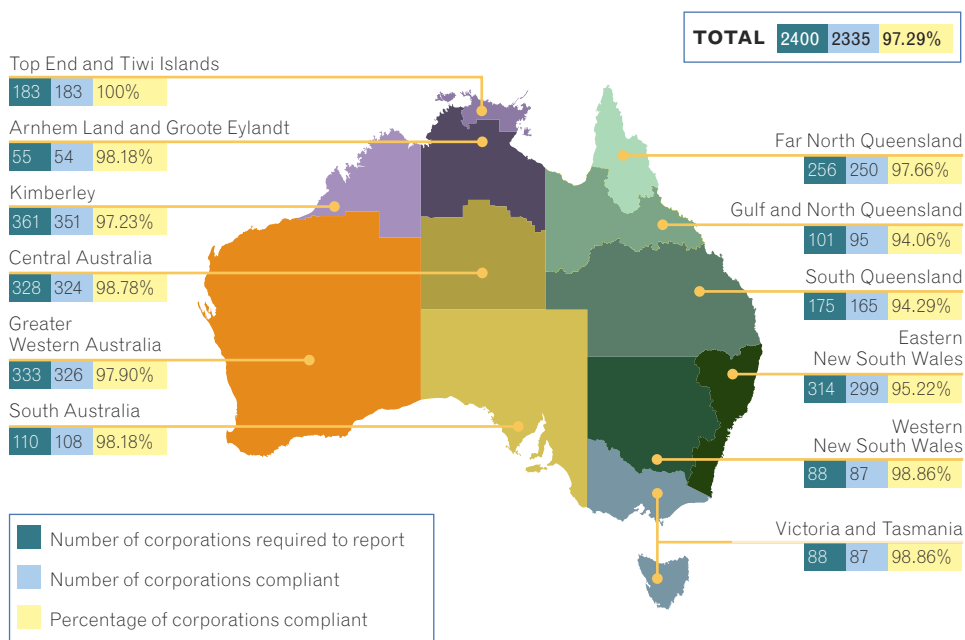 TOTAL 2400 2335 97.29%
Top End and Tiwi Islands
183 183 100%
Arnhem Land and Groote Eylandt
55 54 98.18%
Kimberley
361 351 97.23%
Central Australia
328 324 98.78%
Greater
Western Australia
333 326 97.90%
South Australia
110 108 98.18%
Far North Queensland
256 250 97.66%
Gulf and North Queensland
101 95 94.06%
South Queensland
175 165 94.29%
Eastern
New South Wales
314 299 95.22%
Western
New South Wales
88 87 98.86%
Victoria and Tasmania
88 87 98.86%
Number of corporations required to report
Number of corporations compliant
Percentage of corporations compliant